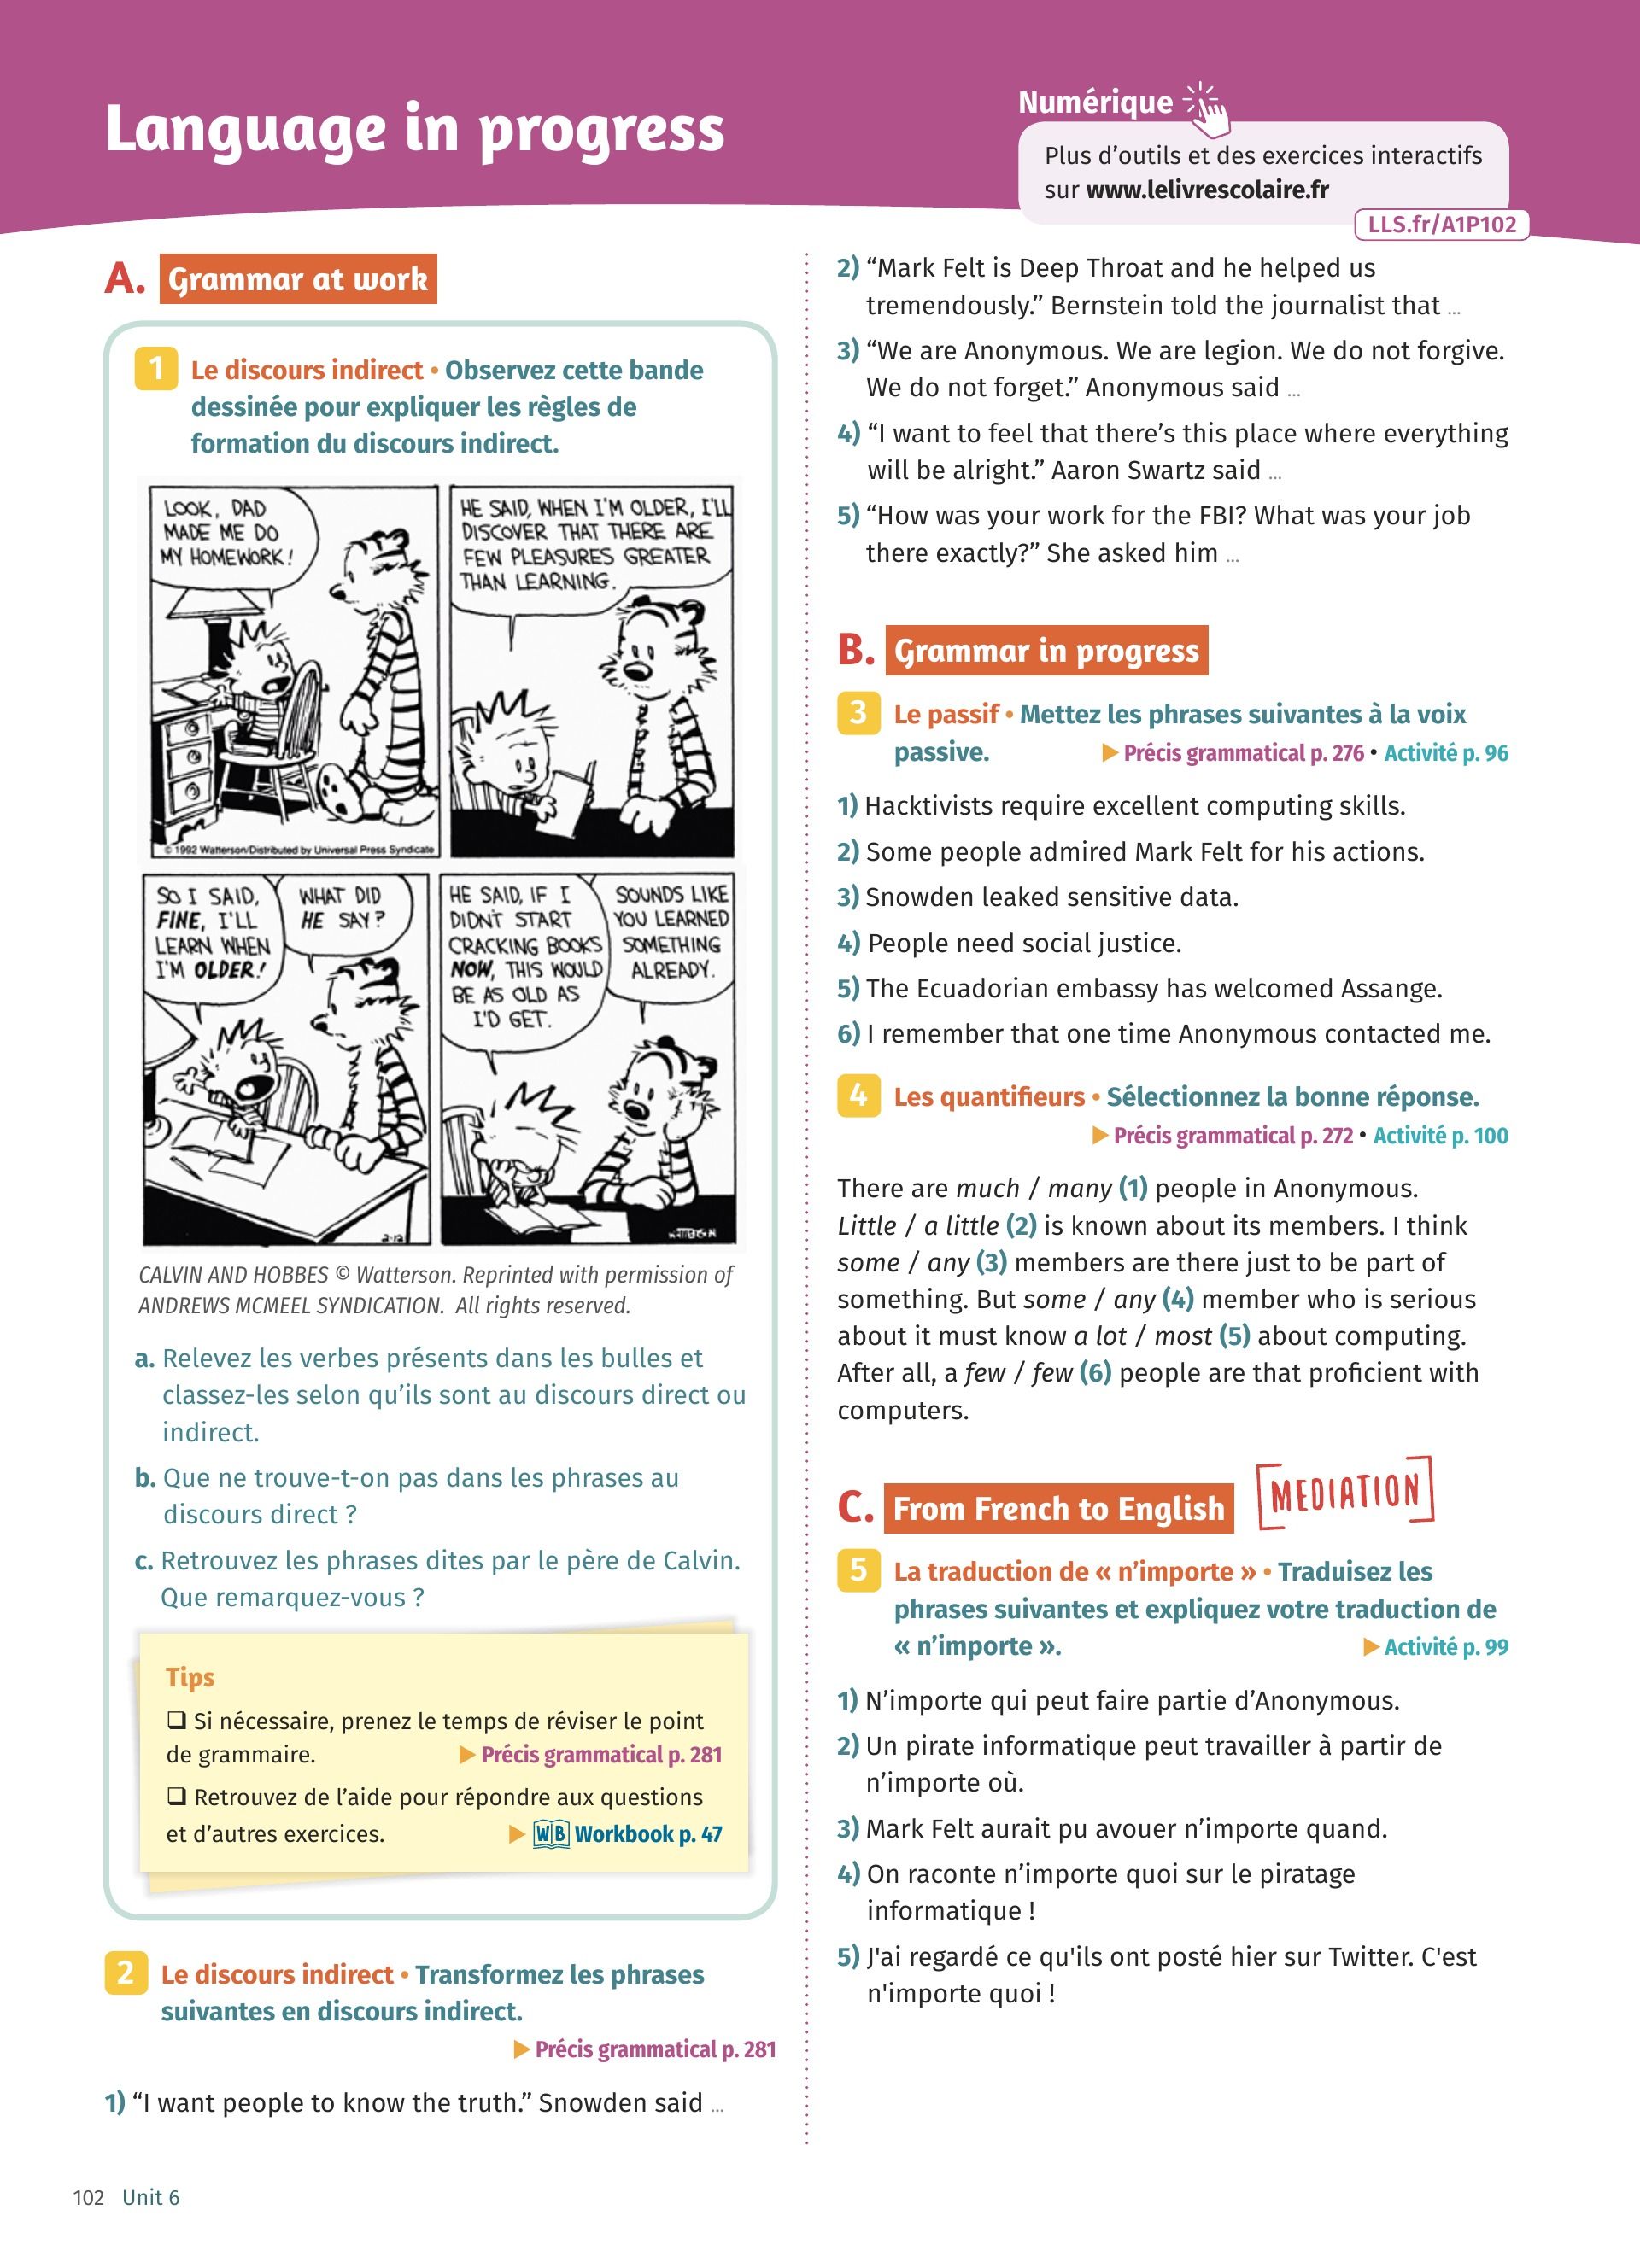 Language in progress
Numérique
Plus d’outils et des exercices interactifs
sur www.lelivrescolaire.fr
LLS.fr/A1P102
A. Grammar at work
1 Le discours indirect • Observez cette bande
dessinée pour expliquer les règles de
formation du discours indirect.
LOOK, DAD
MADE ME DO
MY HOMEWORK!
© 1992 Watterson/Distributed by Universal Press Syndicate
HE SAID, WHEN I'M OLDER, I'LL
DISCOVER THAT THERE ARE
FEW PLEASURES GREATER
THAN LEARNING.
SO I SAID,
FINE, I'LL
LEARN WHEN
I'M OLDER!
WHAT DID
HE SAY?
2-12
HE SAID, IF I
DIDN'T START
CRACKING BOOKS
NOW, THIS WOULD
BE AS OLD AS
I'D GET.
SOUNDS LIKE
YOU LEARNED
SOMETHING
ALREADY.
CALVIN AND HOBBES © Watterson. Reprinted with permission of
ANDREWS MCMEEL SYNDICATION. All rights reserved.
a. Relevez les verbes présents dans les bulles et
classez-les selon qu’ils sont au discours direct ou
indirect.
b. Que ne trouve-t-on pas dans les phrases au
discours direct ?
c. Retrouvez les phrases dites par le père de Calvin.
Que remarquez-vous ?
Tips
❑ Si nécessaire, prenez le temps de réviser le point
de grammaire. ▶ Précis grammatical p. 281
❑ Retrouvez de l’aide pour répondre aux questions
et d’autres exercices. ▶ WB Workbook p. 47
2 Le discours indirect • Transformez les phrases
suivantes en discours indirect.
▶ Précis grammatical p. 281
1) “I want people to know the truth.” Snowden said ...
2) “Mark Felt is Deep Throat and he helped us
tremendously.” Bernstein told the journalist that ...
3) “We are Anonymous. We are legion. We do not forgive.
We do not forget.” Anonymous said ...
4) “I want to feel that there’s this place where everything
will be alright.” Aaron Swartz said ...
5) “How was your work for the FBI? What was your job
there exactly?” She asked him ...
B. Grammar in progress
3 Le passif • Mettez les phrases suivantes à la voix
passive. ▶ Précis grammatical p. 276 • Activité p. 96
1) Hacktivists require excellent computing skills.
2) Some people admired Mark Felt for his actions.
3) Snowden leaked sensitive data.
4) People need social justice.
5) The Ecuadorian embassy has welcomed Assange.
6) I remember that one time Anonymous contacted me.
4 Les quantifieurs • Sélectionnez la bonne réponse.
▶ Précis grammatical p. 272 • Activité p. 100
There are much / many (1) people in Anonymous.
Little / a little (2) is known about its members. I think
some / any (3) members are there just to be part of
something. But some / any (4) member who is serious
about it must know a lot / most (5) about computing.
After all, a few / few (6) people are that proficient with
computers.
C. From French to English
MEDIATION
5 La traduction de « n’importe » • Traduisez les
phrases suivantes et expliquez votre traduction de
« n’importe ». ▶ Activité p. 99
1) N’importe qui peut faire partie d’Anonymous.
2) Un pirate informatique peut travailler à partir de
n’importe où.
3) Mark Felt aurait pu avouer n’importe quand.
4) On raconte n’importe quoi sur le piratage
informatique !
5) J'ai regardé ce qu'ils ont posté hier sur Twitter. C'est
n'importe quoi !
102 Unit 6